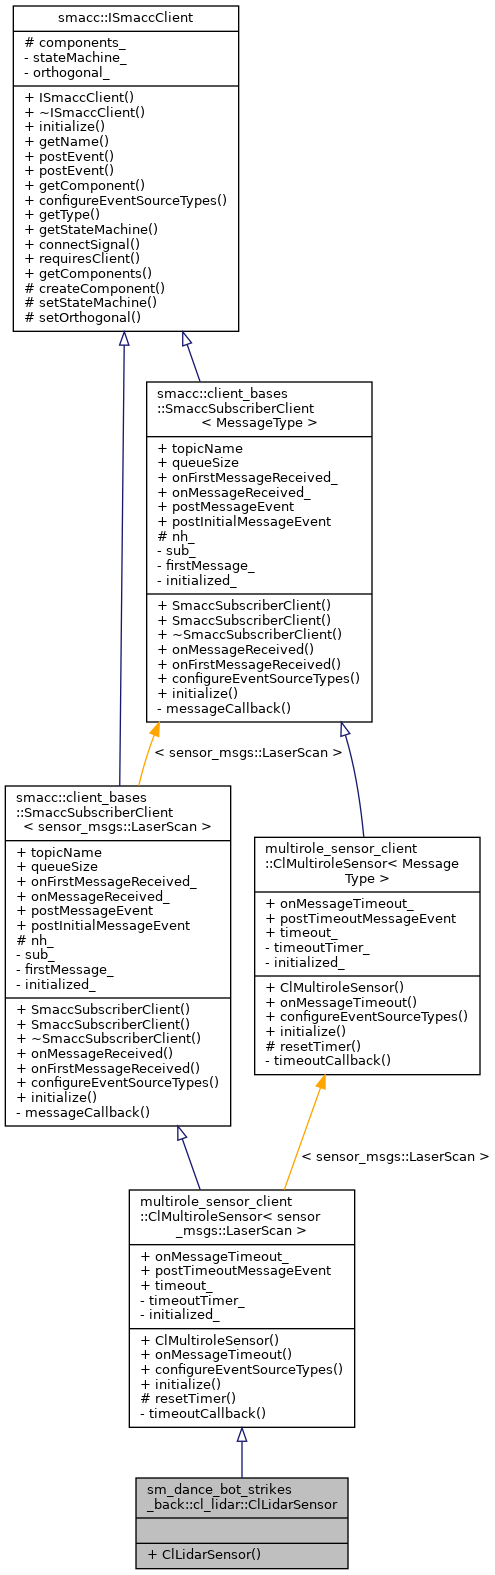 smacc::ISmaccClient
# components_
- stateMachine_
- orthogonal_
+ ISmaccClient()
+ ~ISmaccClient()
+ initialize()
+ getName()
+ postEvent()
+ postEvent()
+ getComponent()
+ configureEventSourceTypes()
+ getType()
+ getStateMachine()
+ connectSignal()
+ requiresClient()
+ getComponents()
# createComponent()
# setStateMachine()
# setOrthogonal()
smacc::client_bases
::SmaccSubscriberClient
< MessageType >
+ topicName
+ queueSize
+ onFirstMessageReceived_
+ onMessageReceived_
+ postMessageEvent
+ postInitialMessageEvent
# nh_
- sub_
- firstMessage_
- initialized_
+ SmaccSubscriberClient()
+ SmaccSubscriberClient()
+ ~SmaccSubscriberClient()
+ onMessageReceived()
+ onFirstMessageReceived()
+ configureEventSourceTypes()
+ initialize()
- messageCallback()
< sensor_msgs::LaserScan >
smacc::client_bases
::SmaccSubscriberClient
< sensor_msgs::LaserScan >
+ topicName
+ queueSize
+ onFirstMessageReceived_
+ onMessageReceived_
+ postMessageEvent
+ postInitialMessageEvent
# nh_
- sub_
- firstMessage_
- initialized_
+ SmaccSubscriberClient()
+ SmaccSubscriberClient()
+ ~SmaccSubscriberClient()
+ onMessageReceived()
+ onFirstMessageReceived()
+ configureEventSourceTypes()
+ initialize()
- messageCallback()
multirole_sensor_client
::ClMultiroleSensor< Message
Type >
+ onMessageTimeout_
+ postTimeoutMessageEvent
+ timeout_
- timeoutTimer_
- initialized_
+ ClMultiroleSensor()
+ onMessageTimeout()
+ configureEventSourceTypes()
+ initialize()
# resetTimer()
- timeoutCallback()
< sensor_msgs::LaserScan >
multirole_sensor_client
::ClMultiroleSensor< sensor
_msgs::LaserScan >
+ onMessageTimeout_
+ postTimeoutMessageEvent
+ timeout_
- timeoutTimer_
- initialized_
+ ClMultiroleSensor()
+ onMessageTimeout()
+ configureEventSourceTypes()
+ initialize()
# resetTimer()
- timeoutCallback()
sm_dance_bot_strikes
_back::cl_lidar::ClLidarSensor
+ ClLidarSensor()